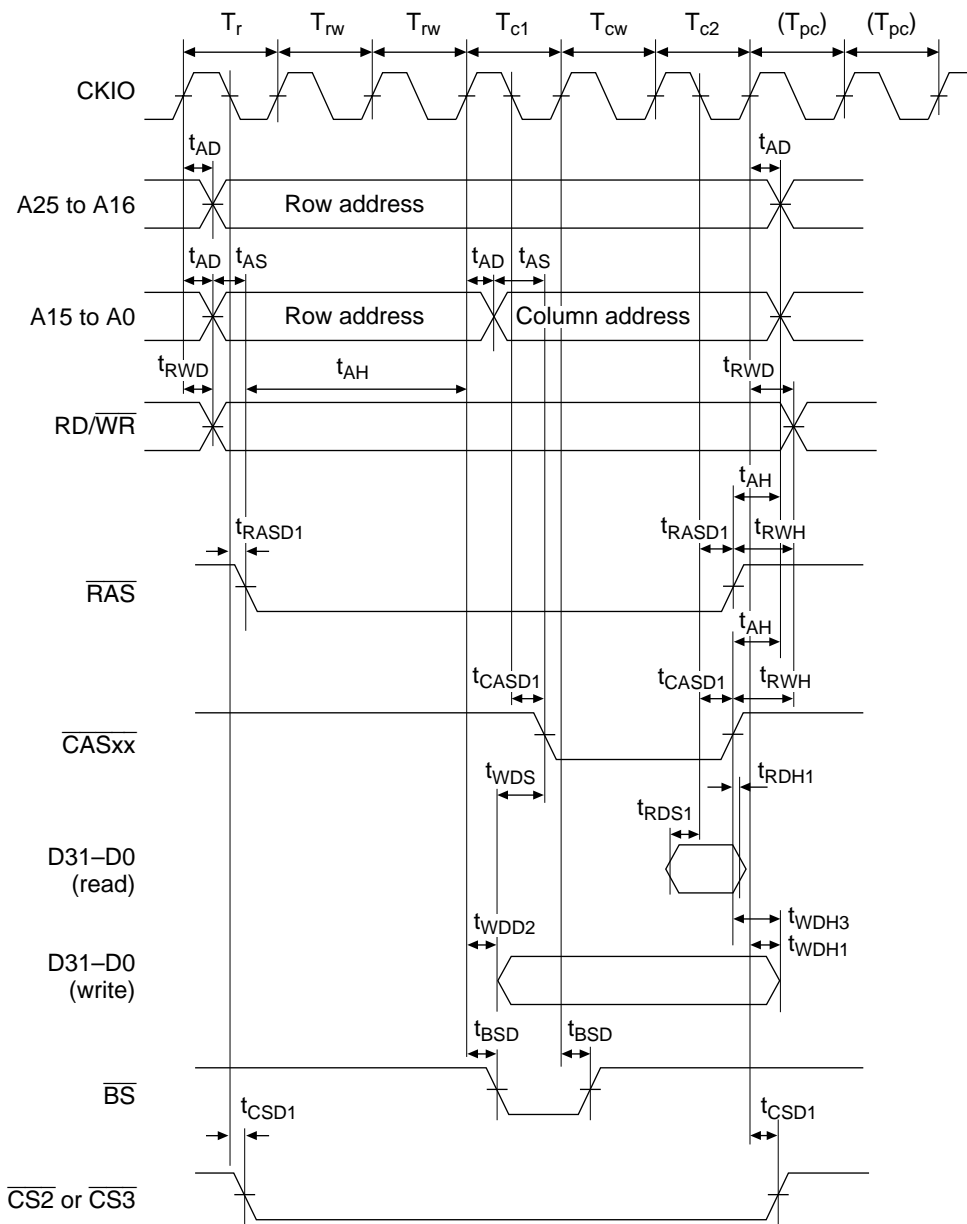 Tr Trw Trw Tc1 Tcw Tc2 (Tpc) (Tpc)
CKIO
tAD tAD
A25 to A16 Row address
tAD tAS tAD tAS
A15 to A0 Row address Column address
tRWD tAH tRWD
RD/WR
tAH
tRASD1 tRASD1 tRWH
RAS
tAH
tCASD1 tCASD1 tRWH
CASxx
tWDS tRDH1
tRDS1
D31–D0
(read)
tWDD2 tWDH3
tWDH1
D31–D0
(write)
tBSD tBSD
BS
tCSD1 tCSD1
CS2 or CS3